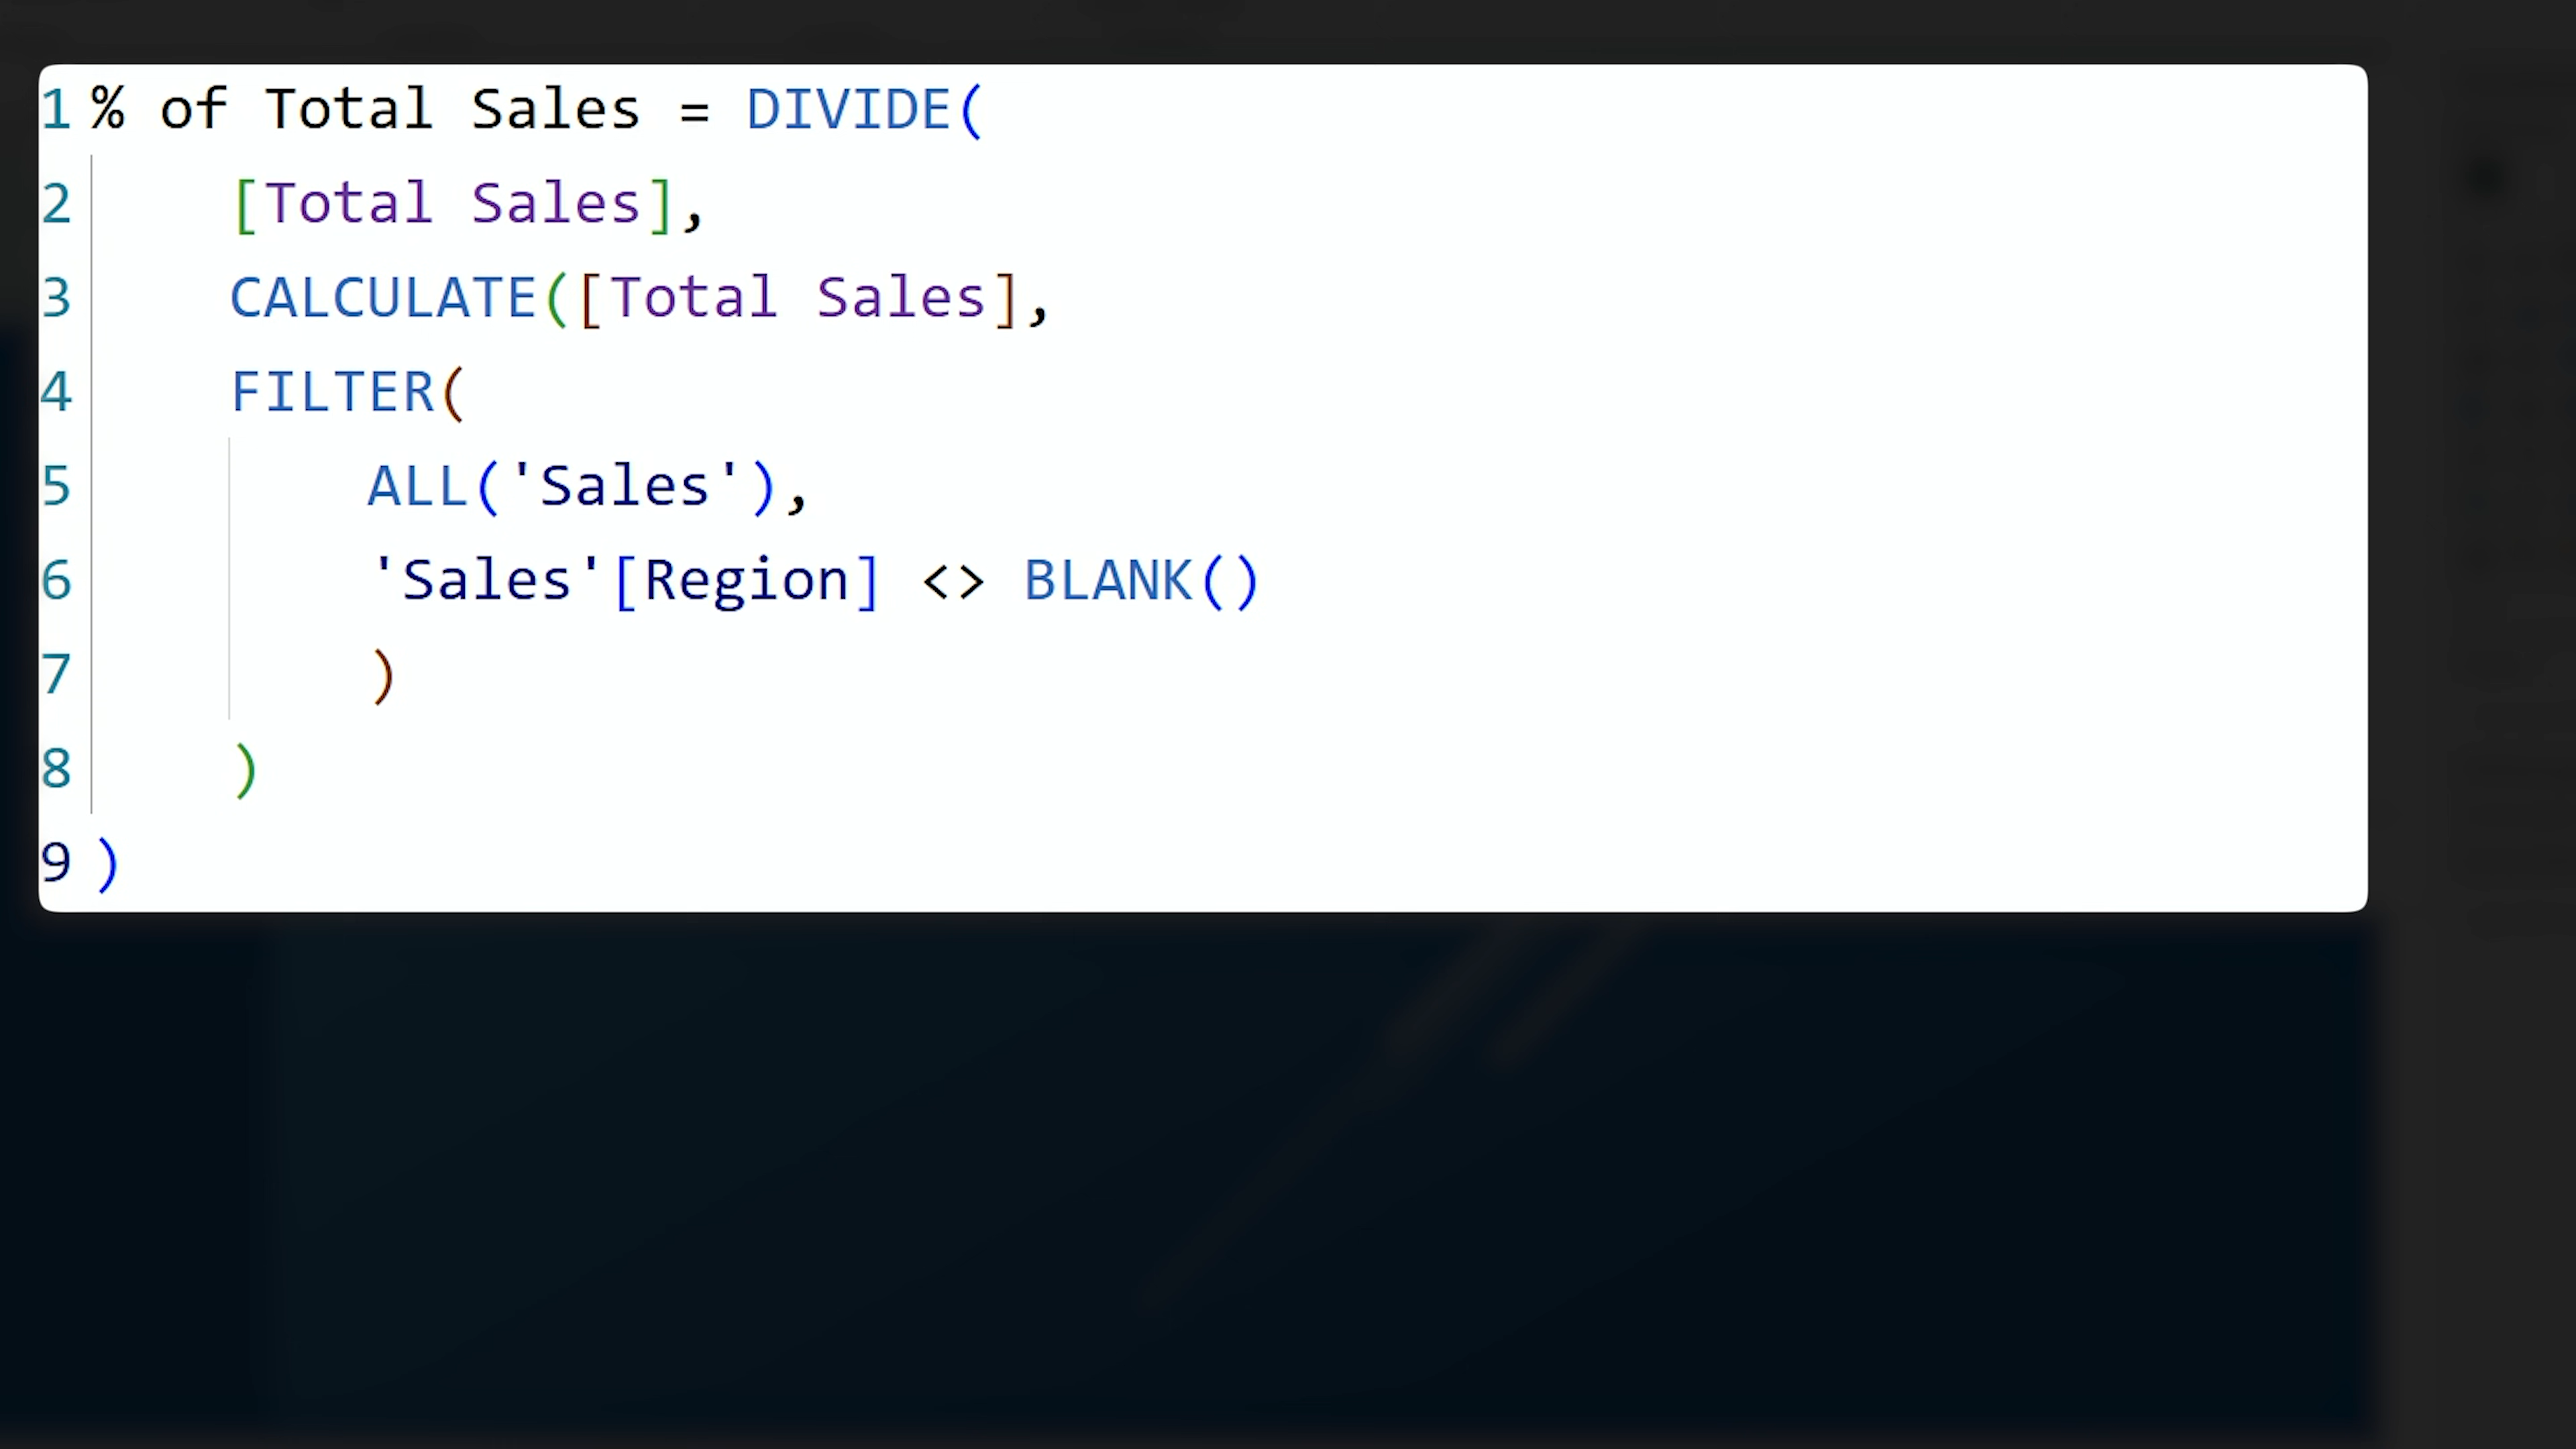 1 % of Total Sales = DIVIDE(
2 [Total Sales],
3 CALCULATE([Total Sales],
4 FILTER(
5 ALL('Sales'),
6 'Sales'[Region] <> BLANK()
7 )
8 )
9 )